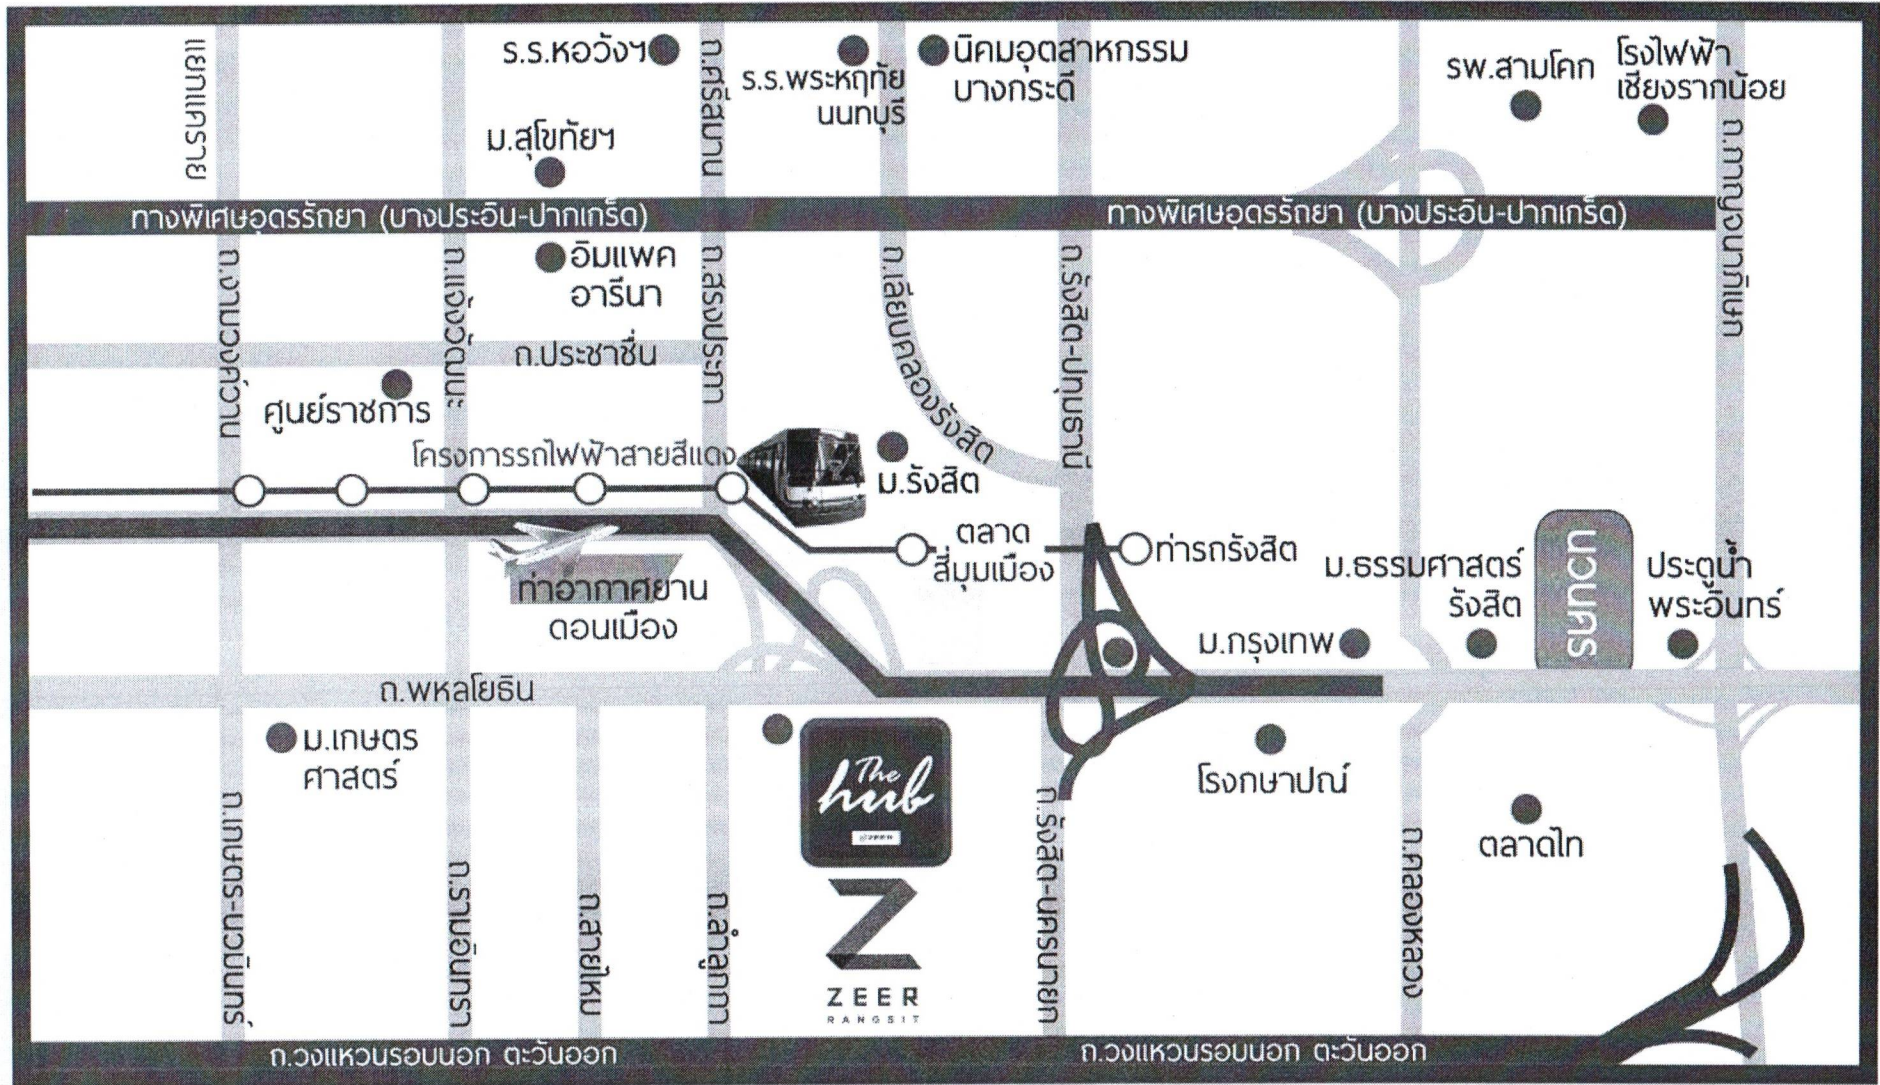 แยกแคราย
ร.ร.หอวังฯ
ถ.ศรีสมาน
ร.ร.พระหฤทัย
นนทบุรี
นิคมอุตสาหกรรม
บางกระดี
รพ.สามโคก
โรงไฟฟ้า
เชียงรากน้อย
ม.สุโขทัยฯ
ถ.กาญจนาภิเษก
ทางพิเศษอุดรรัถยา (บางประอิน-ปากเกร็ด)
ทางพิเศษอุดรรัถยา (บางประอิน-ปากเกร็ด)
ถ.งามวงศ์วาน
ถ.แจ้งวัฒนะ
อิมแพค
อารีนา
ถ.สรงประภา
ถ.เลียบคลองรังสิต
ถ.รังสิต-ปทุมธานี
ถ.ประชาชื่น
ศูนย์ราชการ
โครงการรถไฟฟ้าสายสีแดง
ม.รังสิต
ตลาด
สี่มุมเมือง
ท่ารถรังสิต
ม.ธรรมศาสตร์
รังสิต
ประตูน้ำ
พระอินทร์
ท่าอากาศยาน
ดอนเมือง
ม.กรุงเทพ
ถ.พหลโยธิน
ม.เกษตร
ศาสตร์
The
hub
@ZEER
Z
ZEER
RANGSIT
โรงกษาปณ์
ตลาดไท
ถ.เกษตร-นวมินทร์
ถ.รามอินทรา
ถ.สายไหม
ถ.ลำลูกกา
ถ.รังสิต-นครนายก
ถ.คลองหลวง
ถ.วงแหวนรอบนอก ตะวันออก
ถ.วงแหวนรอบนอก ตะวันออก